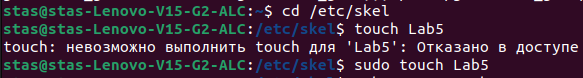 stas@stas-Lenovo-V15-G2-ALC:~$ cd /etc/skel
stas@stas-Lenovo-V15-G2-ALC:/etc/skel$ touch Lab5
touch: невозможно выполнить touch для 'Lab5': Отказано в доступе
stas@stas-Lenovo-V15-G2-ALC:/etc/skel$ sudo touch Lab5